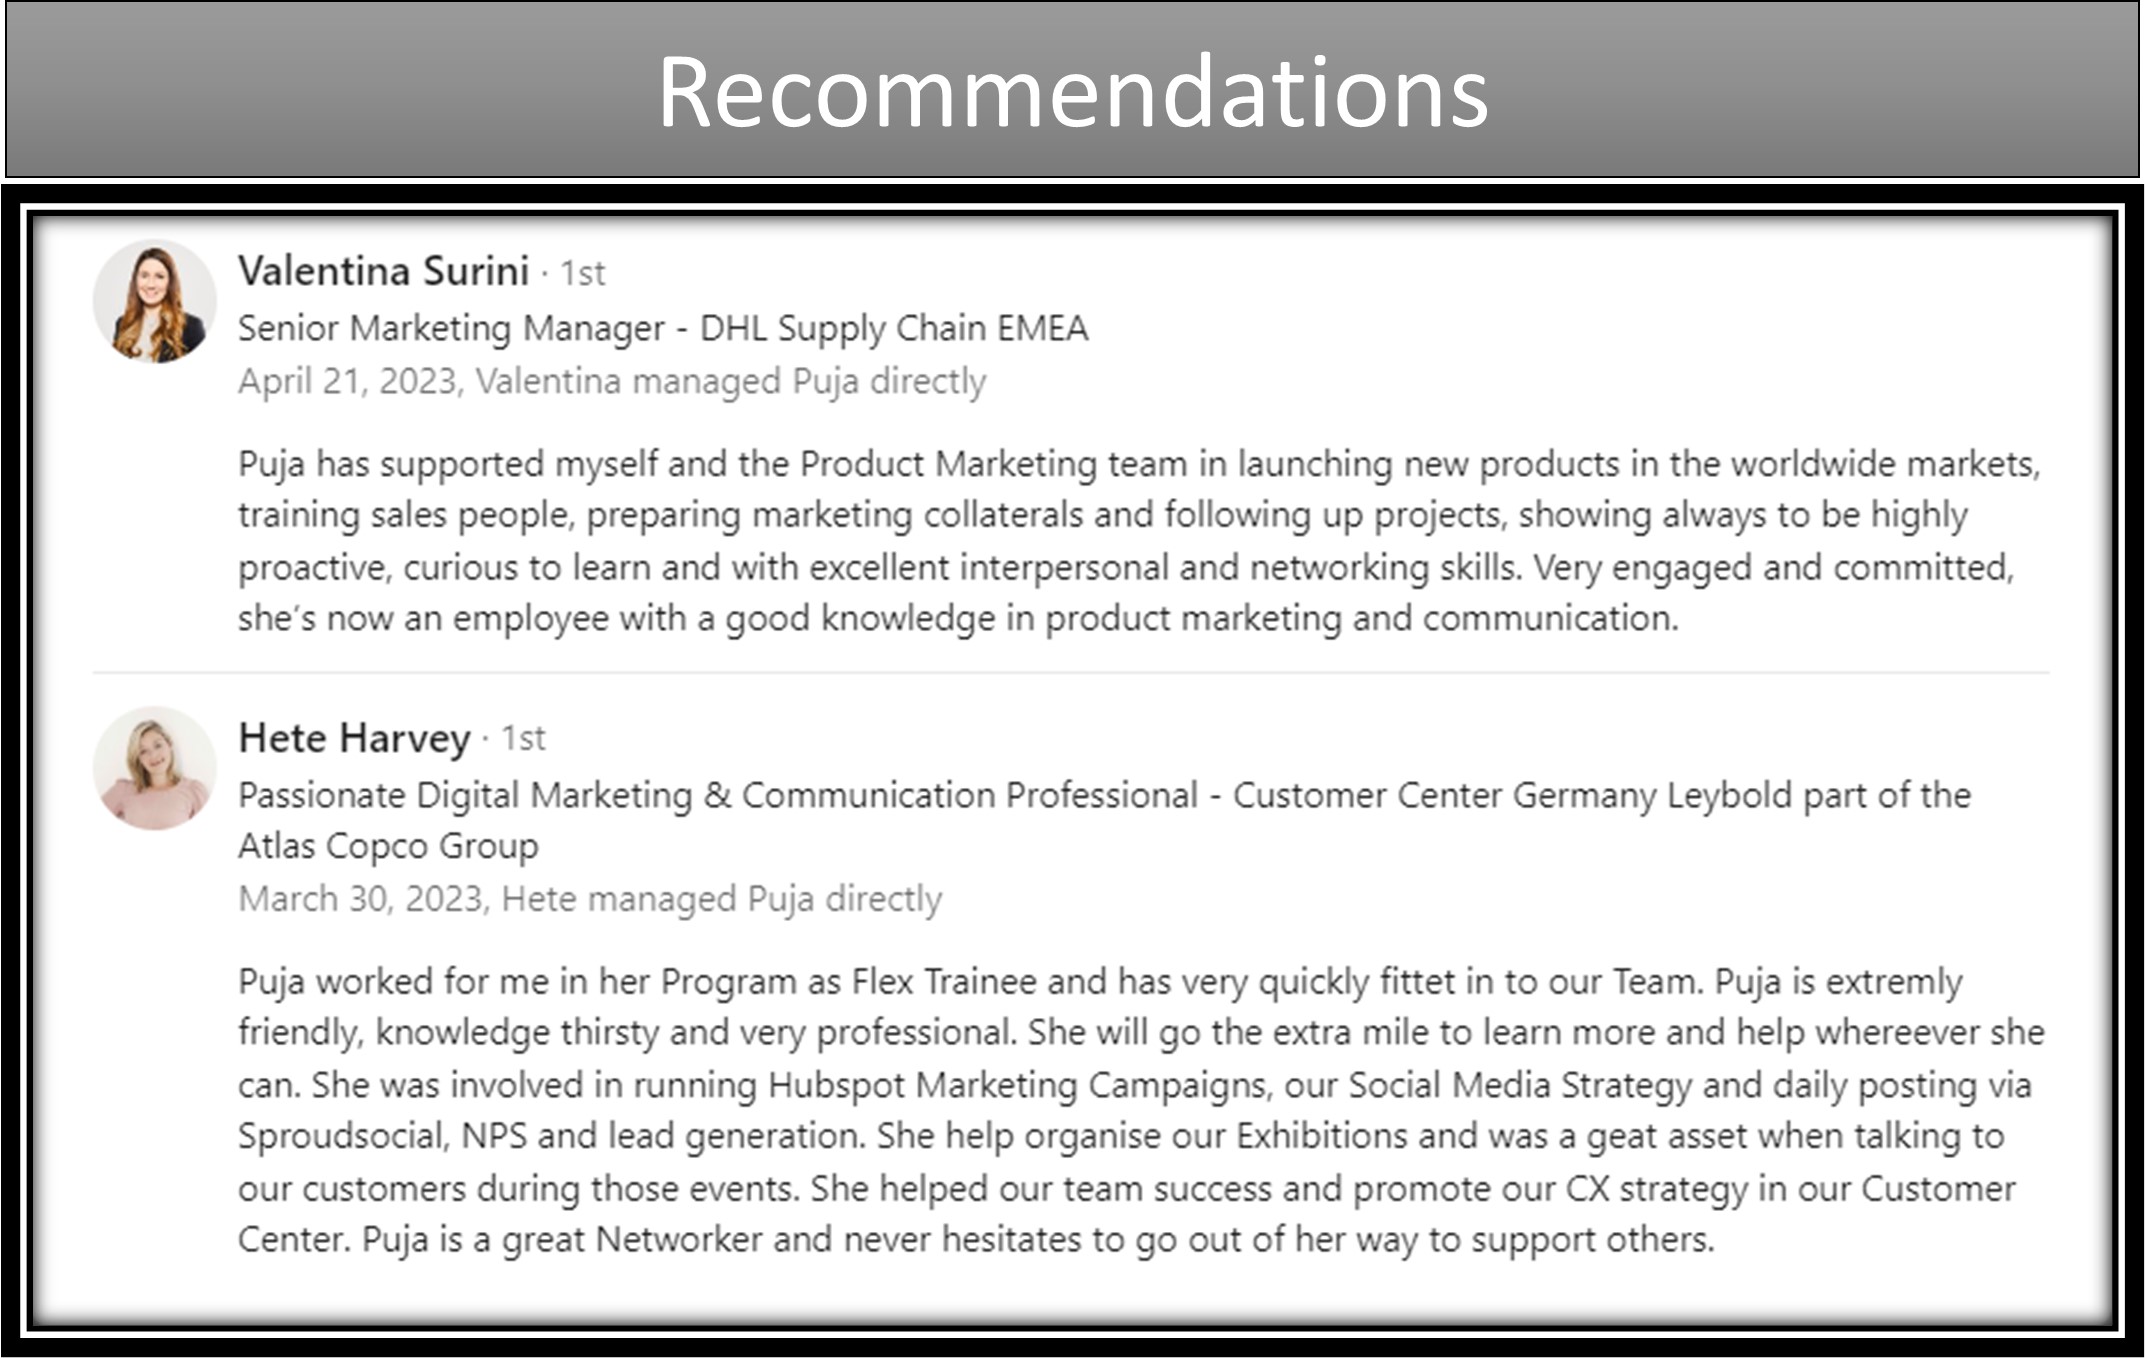 Recommendations
Valentina Surini · 1st
Senior Marketing Manager - DHL Supply Chain EMEA
April 21, 2023, Valentina managed Puja directly
Puja has supported myself and the Product Marketing team in launching new products in the worldwide markets,
training sales people, preparing marketing collaterals and following up projects, showing always to be highly
proactive, curious to learn and with excellent interpersonal and networking skills. Very engaged and committed,
she’s now an employee with a good knowledge in product marketing and communication.
Hete Harvey · 1st
Passionate Digital Marketing & Communication Professional - Customer Center Germany Leybold part of the
Atlas Copco Group
March 30, 2023, Hete managed Puja directly
Puja worked for me in her Program as Flex Trainee and has very quickly fittet in to our Team. Puja is extremly
friendly, knowledge thirsty and very professional. She will go the extra mile to learn more and help whereever she
can. She was involved in running Hubspot Marketing Campaigns, our Social Media Strategy and daily posting via
Sproudsocial, NPS and lead generation. She help organise our Exhibitions and was a geat asset when talking to
our customers during those events. She helped our team success and promote our CX strategy in our Customer
Center. Puja is a great Networker and never hesitates to go out of her way to support others.